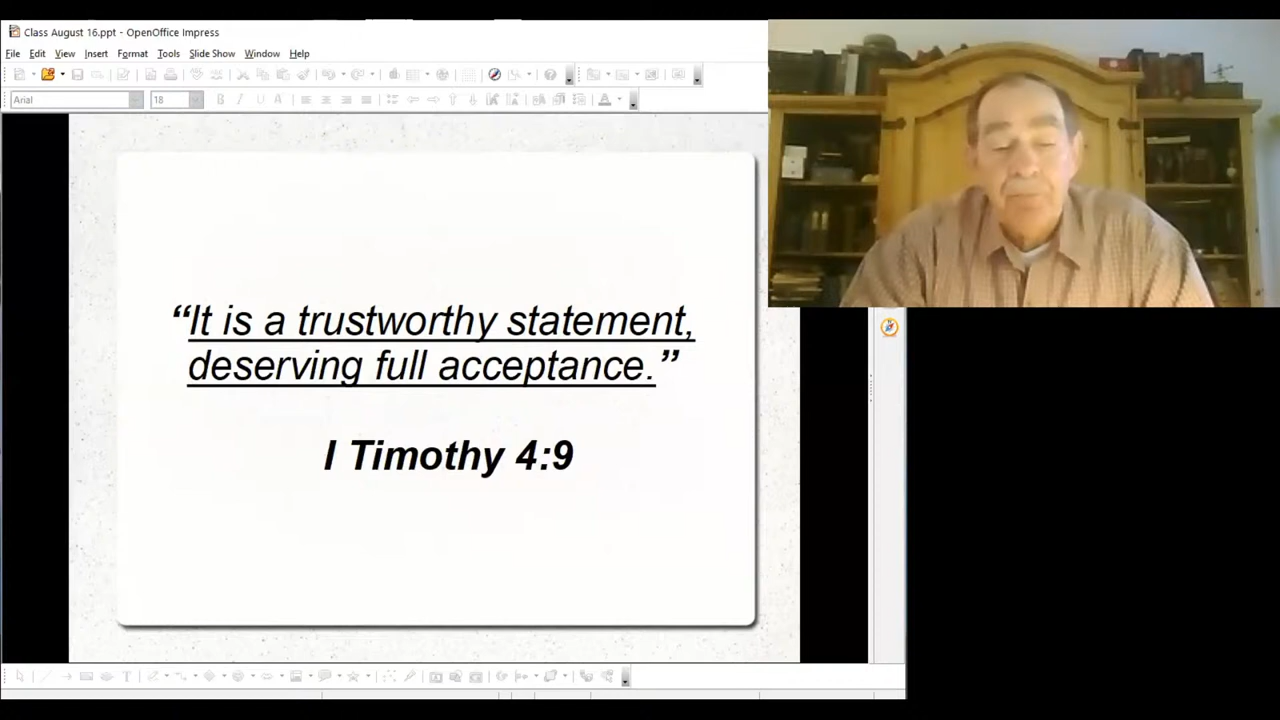 Class August 16.ppt - OpenOffice Impress
File Edit View Insert Format Tools Slide Show Window Help
Arial 18
“It is a trustworthy statement,
deserving full acceptance.”
I Timothy 4:9